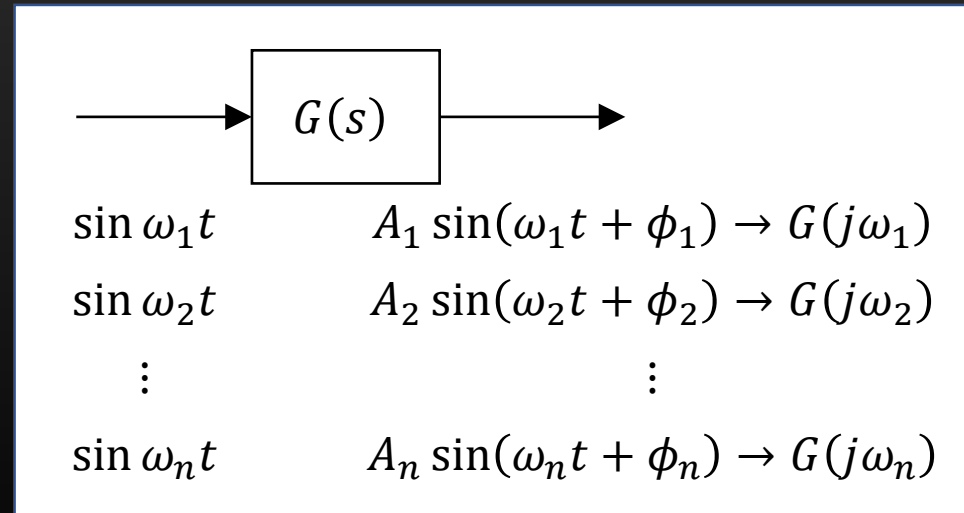 G(s)
sin ω₁t A₁ sin(ω₁t + ϕ₁) → G(jω₁)
sin ω₂t A₂ sin(ω₂t + ϕ₂) → G(jω₂)
⋮ ⋮
sin ωₙt Aₙ sin(ωₙt + ϕₙ) → G(jωₙ)